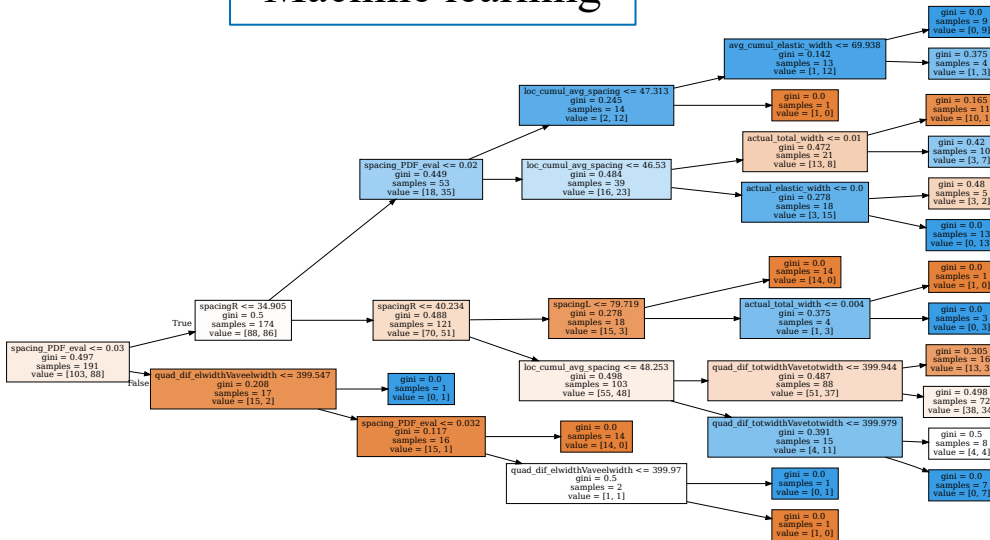 Machine learning
gini = 0.0
samples = 9
value = [0, 9]
avg_cumul_elastic_width <= 69.938
gini = 0.142
samples = 13
value = [1, 12]
gini = 0.375
samples = 4
value = [1, 3]
loc_cumul_avg_spacing <= 47.313
gini = 0.245
samples = 14
value = [2, 12]
gini = 0.0
samples = 1
value = [1, 0]
gini = 0.165
samples = 11
value = [10, 1
actual_total_width <= 0.01
gini = 0.472
samples = 21
value = [13, 8]
gini = 0.42
samples = 10
value = [3, 7]
spacing_PDF_eval <= 0.02
gini = 0.449
samples = 53
value = [18, 35]
loc_cumul_avg_spacing <= 46.53
gini = 0.484
samples = 39
value = [16, 23]
actual_elastic_width <= 0.0
gini = 0.278
samples = 18
value = [3, 15]
gini = 0.48
samples = 5
value = [3, 2]
gini = 0.0
samples = 13
value = [0, 13
gini = 0.0
samples = 14
value = [14, 0]
gini = 0.0
samples = 1
value = [1, 0]
spacingR <= 34.905
gini = 0.5
samples = 174
value = [88, 86]
spacingR <= 40.234
gini = 0.488
samples = 121
value = [70, 51]
spacingL <= 79.719
gini = 0.278
samples = 18
value = [15, 3]
actual_total_width <= 0.004
gini = 0.375
samples = 4
value = [1, 3]
gini = 0.0
samples = 3
value = [0, 3]
True
spacing_PDF_eval <= 0.03
gini = 0.497
samples = 191
value = [103, 88]
False
quad_dif_elwidthVaveelwidth <= 399.547
gini = 0.208
samples = 17
value = [15, 2]
gini = 0.0
samples = 1
value = [0, 1]
loc_cumul_avg_spacing <= 48.253
gini = 0.498
samples = 103
value = [55, 48]
quad_dif_totwidthVavetotwidth <= 399.944
gini = 0.487
samples = 88
value = [51, 37]
gini = 0.305
samples = 16
value = [13, 3
gini = 0.498
samples = 72
value = [38, 34
spacing_PDF_eval <= 0.032
gini = 0.117
samples = 16
value = [15, 1]
gini = 0.0
samples = 14
value = [14, 0]
quad_dif_totwidthVavetotwidth <= 399.979
gini = 0.391
samples = 15
value = [4, 11]
gini = 0.5
samples = 8
value = [4, 4]
gini = 0.0
samples = 7
value = [0, 7]
quad_dif_elwidthVaveelwidth <= 399.97
gini = 0.5
samples = 2
value = [1, 1]
gini = 0.0
samples = 1
value = [0, 1]
gini = 0.0
samples = 1
value = [1, 0]